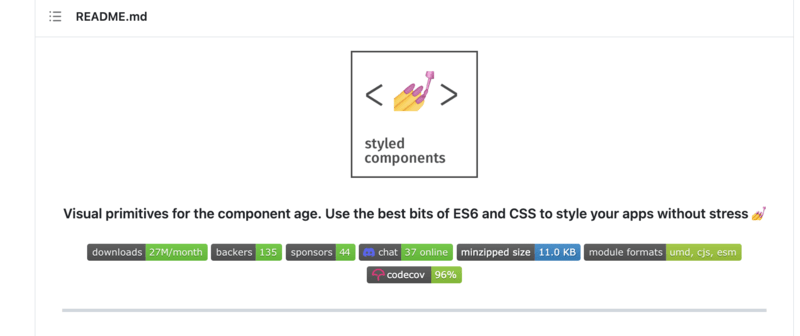 README.md
< 💅 >
styled
components
Visual primitives for the component age. Use the best bits of ES6 and CSS to style your apps without stress 💅
downloads 27M/month backers 135 sponsors 44 chat 37 online minzipped size 11.0 KB module formats umd, cjs, esm
codecov 96%